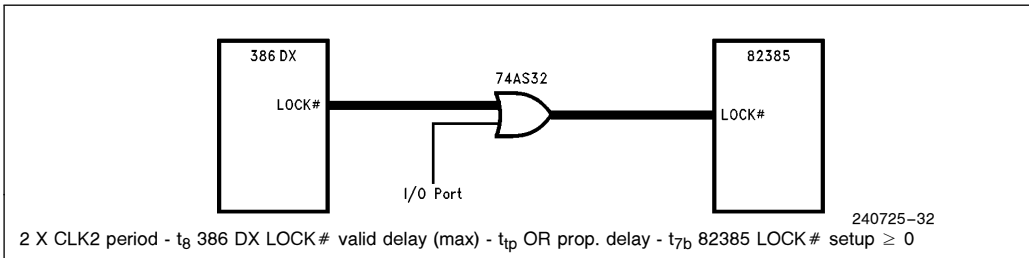 386 DX
82385
74AS32
LOCK#
LOCK#
I/O Port
240725-32
2 X CLK2 period - t8 386 DX LOCK# valid delay (max) - ttp OR prop. delay - t7b 82385 LOCK# setup ≥ 0